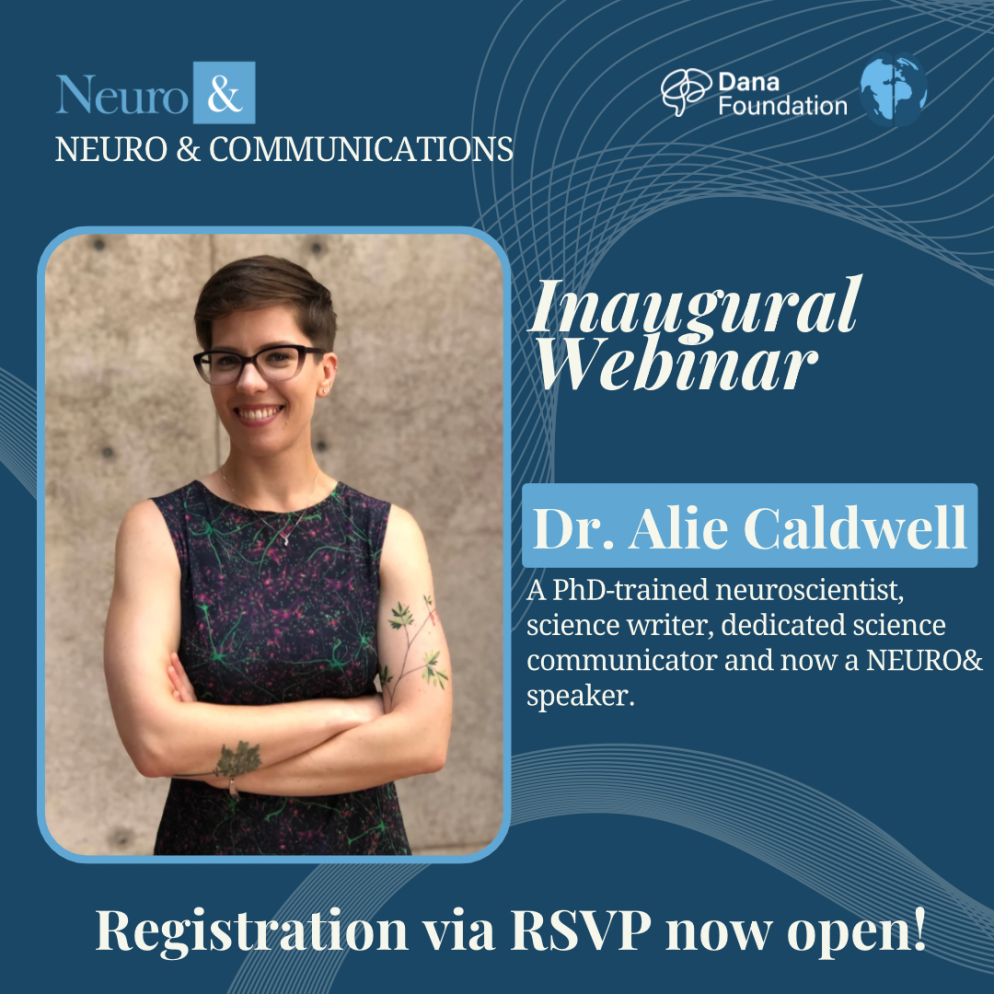 Neuro &
NEURO & COMMUNICATIONS
Dana
Foundation
Inaugural
Webinar
Dr. Alie Caldwell
A PhD-trained neuroscientist,
science writer, dedicated science
communicator and now a NEURO&
speaker.
Registration via RSVP now open!